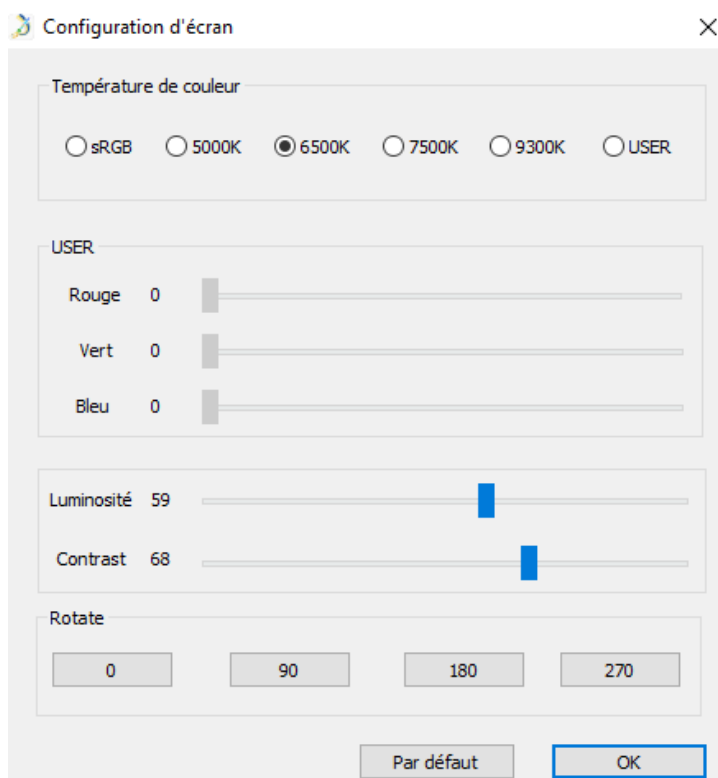 Configuration d'écran
Température de couleur
sRGB 5000K 6500K 7500K 9300K USER
USER
Rouge 0
Vert 0
Bleu 0
Luminosité 59
Contrast 68
Rotate
0 90 180 270
Par défaut OK